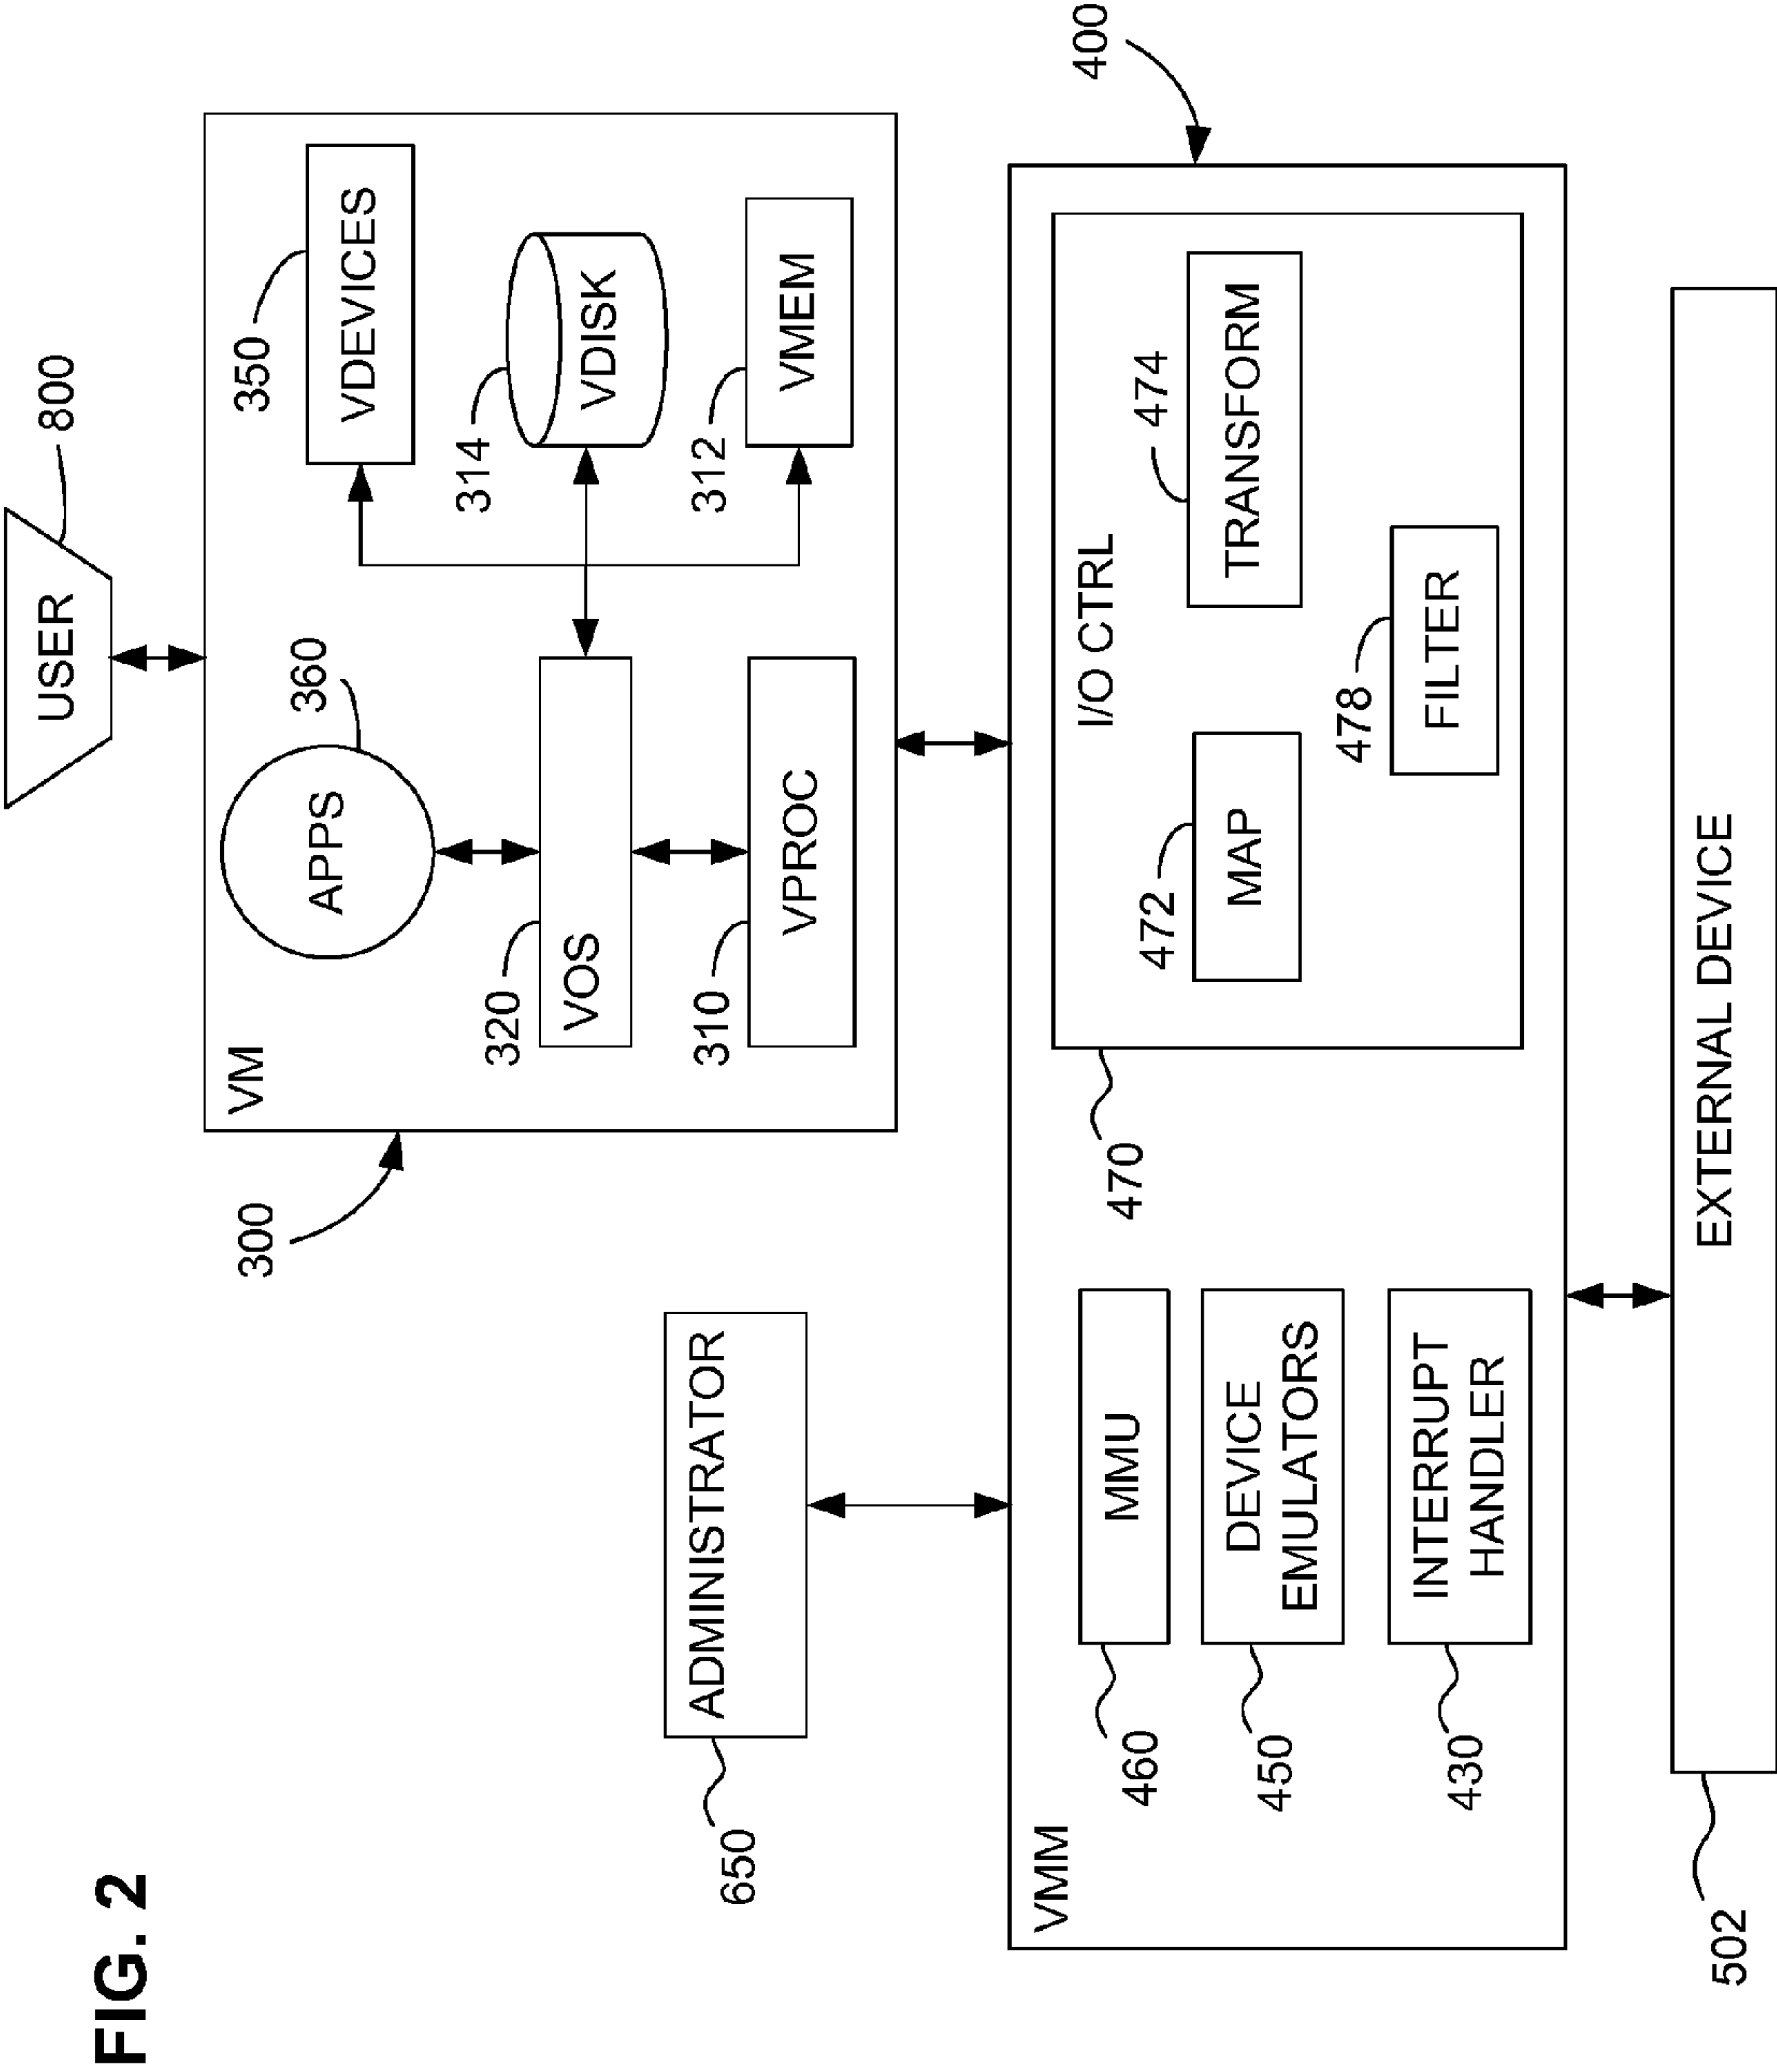 FIG. 2
USER
800
VM
300
APPS
360
350
VDEVICES
320
VOS
314
VDISK
310
VPROC
312
VMEM
650
ADMINISTRATOR
VMM
400
460
MMU
450
DEVICE
EMULATORS
430
INTERRUPT
HANDLER
470
I/O CTRL
472
MAP
474
TRANSFORM
478
FILTER
502
EXTERNAL DEVICE